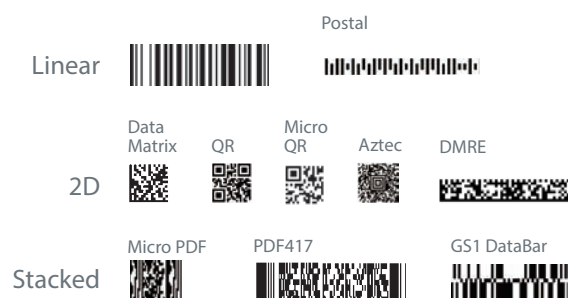 Postal
Linear
Data
Matrix
QR
Micro
QR
Aztec
DMRE
2D
Micro PDF
PDF417
GS1 DataBar
Stacked